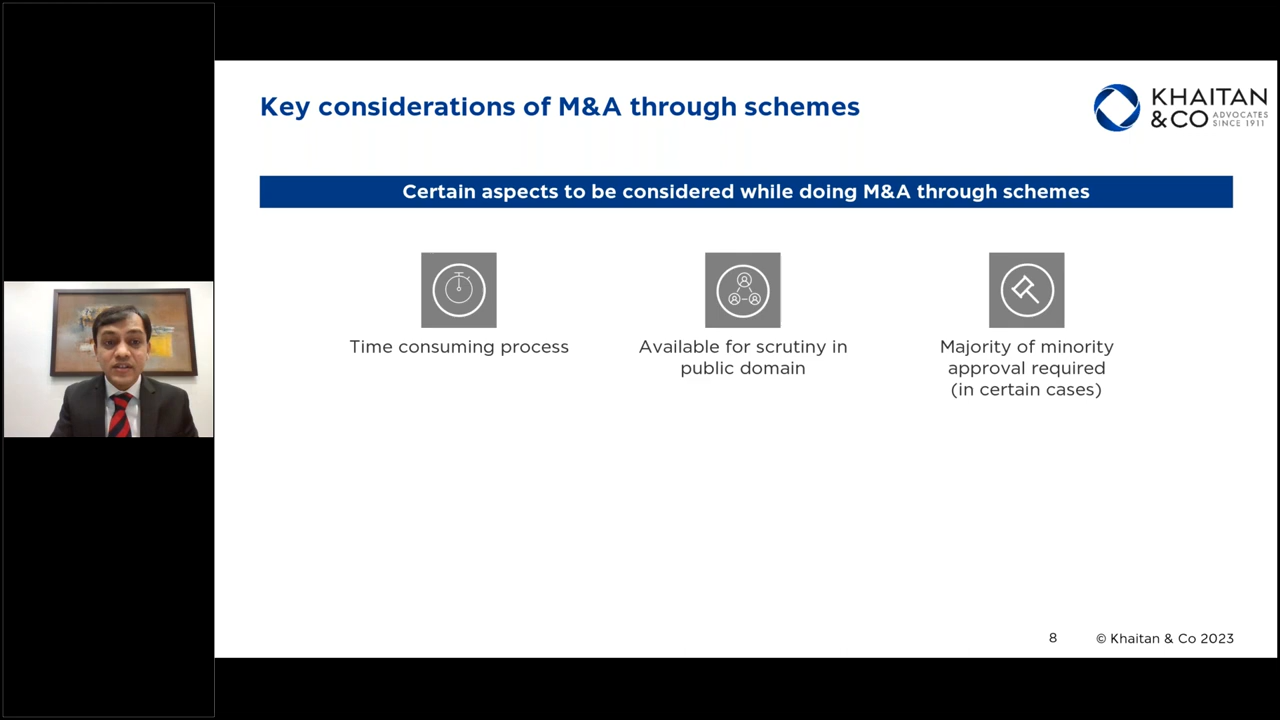 Key considerations of M&A through schemes
KHAITAN
&CO ADVOCATES
SINCE 1911
Certain aspects to be considered while doing M&A through schemes
Time consuming process
Available for scrutiny in
public domain
Majority of minority
approval required
(in certain cases)
8
© Khaitan & Co 2023